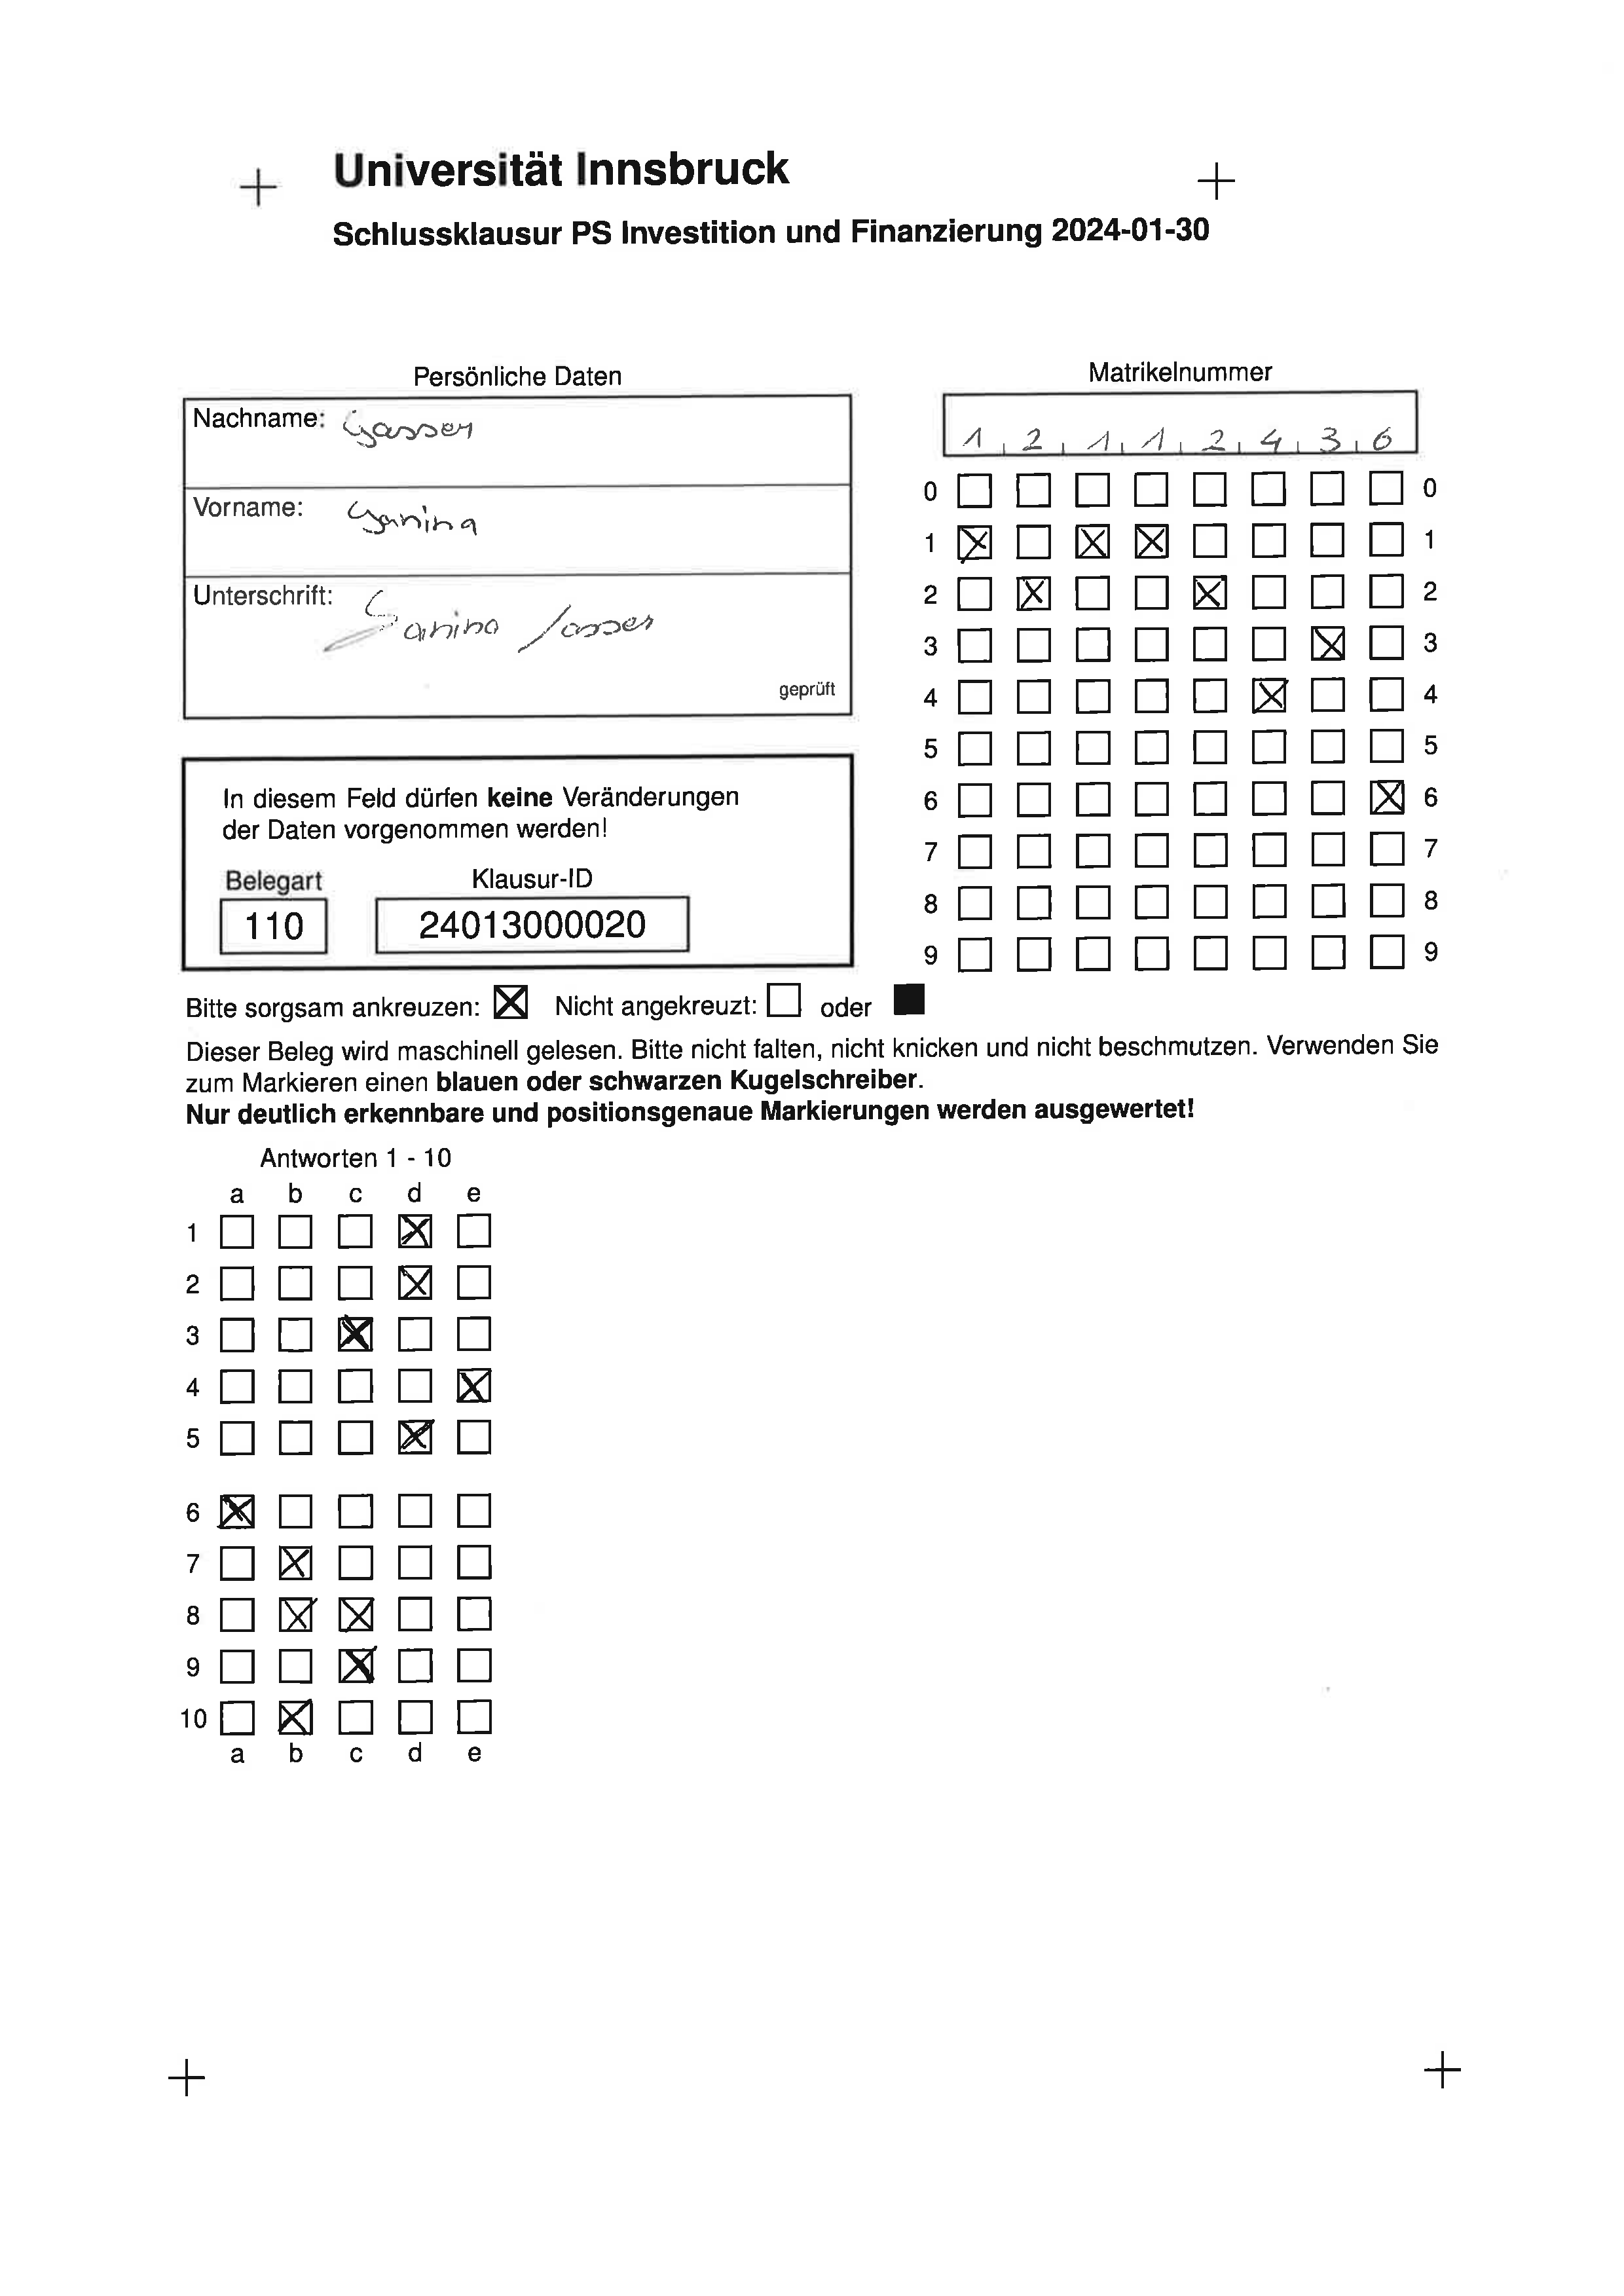 Universität Innsbruck
Schlussklausur PS Investition und Finanzierung 2024-01-30
Persönliche Daten
Nachname: Gasser
Vorname: Janina
Unterschrift: Janina Gasser
geprüft
Matrikelnummer
1 2 1 1 2 4 3 6
0 0
1 1
2 2
3 3
4 4
5 5
6 6
7 7
8 8
9 9
In diesem Feld dürfen keine Veränderungen
der Daten vorgenommen werden!
Belegart Klausur-ID
110 24013000020
Bitte sorgsam ankreuzen: Nicht angekreuzt: oder
Dieser Beleg wird maschinell gelesen. Bitte nicht falten, nicht knicken und nicht beschmutzen. Verwenden Sie
zum Markieren einen blauen oder schwarzen Kugelschreiber.
Nur deutlich erkennbare und positionsgenaue Markierungen werden ausgewertet!
Antworten 1 - 10
a b c d e
1
2
3
4
5
6
7
8
9
10
a b c d e